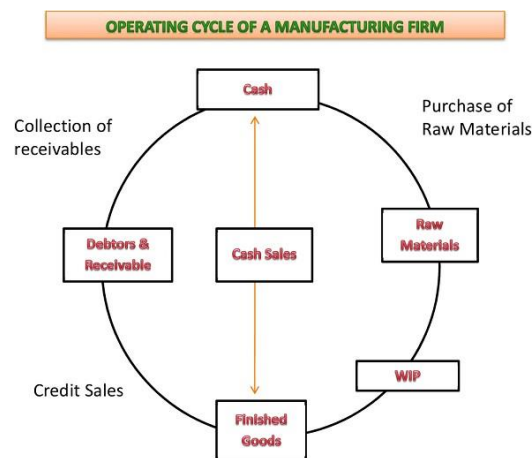 OPERATING CYCLE OF A MANUFACTURING FIRM
Cash
Collection of
receivables
Purchase of
Raw Materials
Debtors &
Receivable
Cash Sales
Raw
Materials
WIP
Credit Sales
Finished
Goods